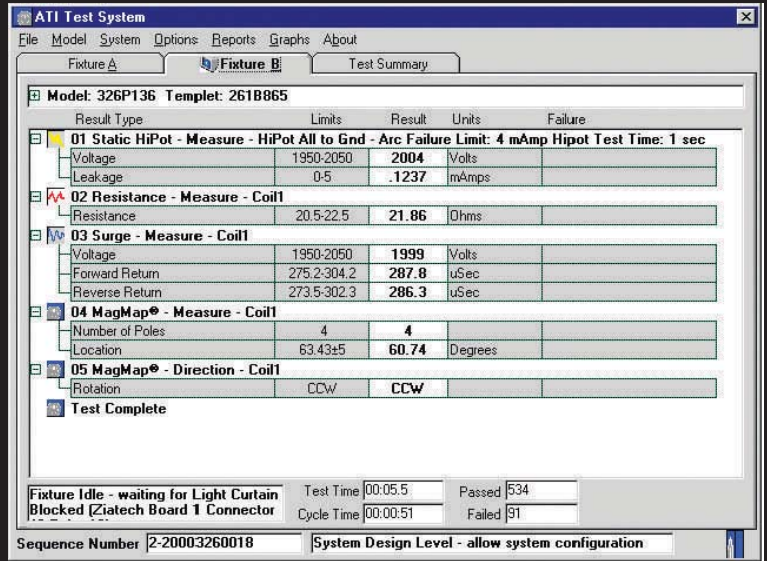 ATI Test System
File Model System Options Reports Graphs About
Fixture A Fixture B Test Summary
Model: 326P136 Templet: 261B865
Result Type Limits Result Units Failure
01 Static HiPot - Measure - HiPot All to Gnd - Arc Failure Limit: 4 mAmp Hipot Test Time: 1 sec
Voltage 1950-2050 2004 Volts
Leakage 0-5 .1237 mAmps
02 Resistance - Measure - Coil1
Resistance 20.5-22.5 21.86 Ohms
03 Surge - Measure - Coil1
Voltage 1950-2050 1999 Volts
Forward Return 275.2-304.2 287.8 uSec
Reverse Return 273.5-302.3 286.3 uSec
04 MagMap® - Measure - Coil1
Number of Poles 4 4
Location 63.43±5 60.74 Degrees
05 MagMap® - Direction - Coil1
Rotation CCW CCW
Test Complete
Fixture Idle - waiting for Light Curtain
Blocked [Ziatech Board 1 Connector
Test Time 00:05.5 Passed 534
Cycle Time 00:00:51 Failed 91
Sequence Number 2-20003260018 System Design Level - allow system configuration